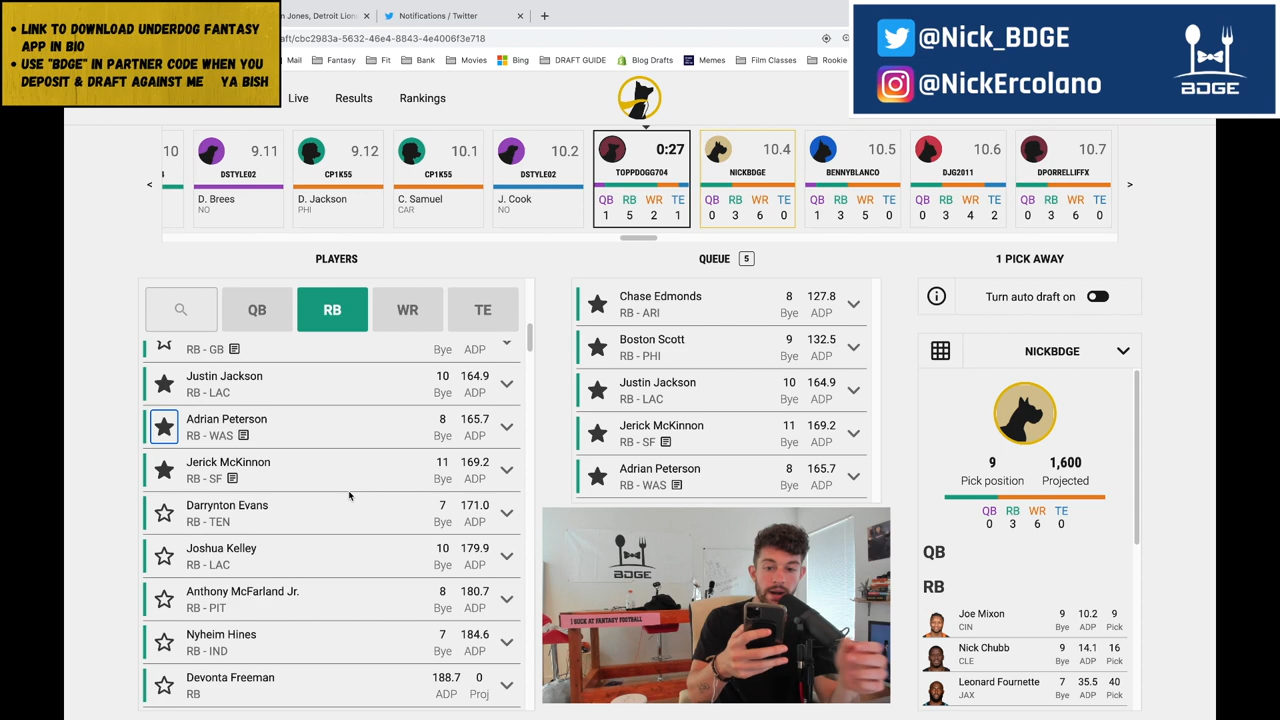 • LINK TO DOWNLOAD UNDERDOG FANTASY
APP IN BIO
• USE "BDGE" IN PARTNER CODE WHEN YOU
DEPOSIT & DRAFT AGAINST ME YA BISH
n Jones, Detroit Lion
Notifications / Twitter
@Nick_BDGE
@NickErcolano
BDGE
raft/cbc2983a-5632-46e4-8843-4e4006f3e718
Mail Fantasy Fit Bank Movies Bing DRAFT GUIDE Blog Drafts Memes Film Classes Rookie
Live Results Rankings
10 9.11 9.12 10.1 10.2 0:27 10.4 10.5 10.6 10.7
DSTYLE02 CP1K55 CP1K55 DSTYLE02 TOPPDOGG704 NICKBDGE BENNYBLANCO DJG2011 DPORRELLIFFX
D. Brees D. Jackson C. Samuel J. Cook
NO PHI CAR NO
QB RB WR TE QB RB WR TE QB RB WR TE QB RB WR TE QB RB WR TE
1 5 2 1 0 3 6 0 1 3 5 0 0 3 4 2 0 3 6 0
< >
PLAYERS
QB RB WR TE
RB - GB Bye ADP
Justin Jackson 10 164.9
RB - LAC Bye ADP
Adrian Peterson 8 165.7
RB - WAS Bye ADP
Jerick McKinnon 11 169.2
RB - SF Bye ADP
Darrynton Evans 7 171.0
RB - TEN Bye ADP
Joshua Kelley 10 179.9
RB - LAC Bye ADP
Anthony McFarland Jr. 8 180.7
RB - PIT Bye ADP
Nyheim Hines 7 184.6
RB - IND Bye ADP
Devonta Freeman 188.7 0
RB ADP Proj
QUEUE 5
Chase Edmonds 8 127.8
RB - ARI Bye ADP
Boston Scott 9 132.5
RB - PHI Bye ADP
Justin Jackson 10 164.9
RB - LAC Bye ADP
Jerick McKinnon 11 169.2
RB - SF Bye ADP
Adrian Peterson 8 165.7
RB - WAS Bye ADP
BDGE
I SUCK AT FANTASY FOOTBALL
1 PICK AWAY
Turn auto draft on
NICKBDGE
9 1,600
Pick position Projected
QB RB WR TE
0 3 6 0
QB
RB
Joe Mixon 9 10.2 9
CIN Bye ADP Pick
Nick Chubb 9 14.1 16
CLE Bye ADP Pick
Leonard Fournette 7 35.5 40
JAX Bye ADP Pick